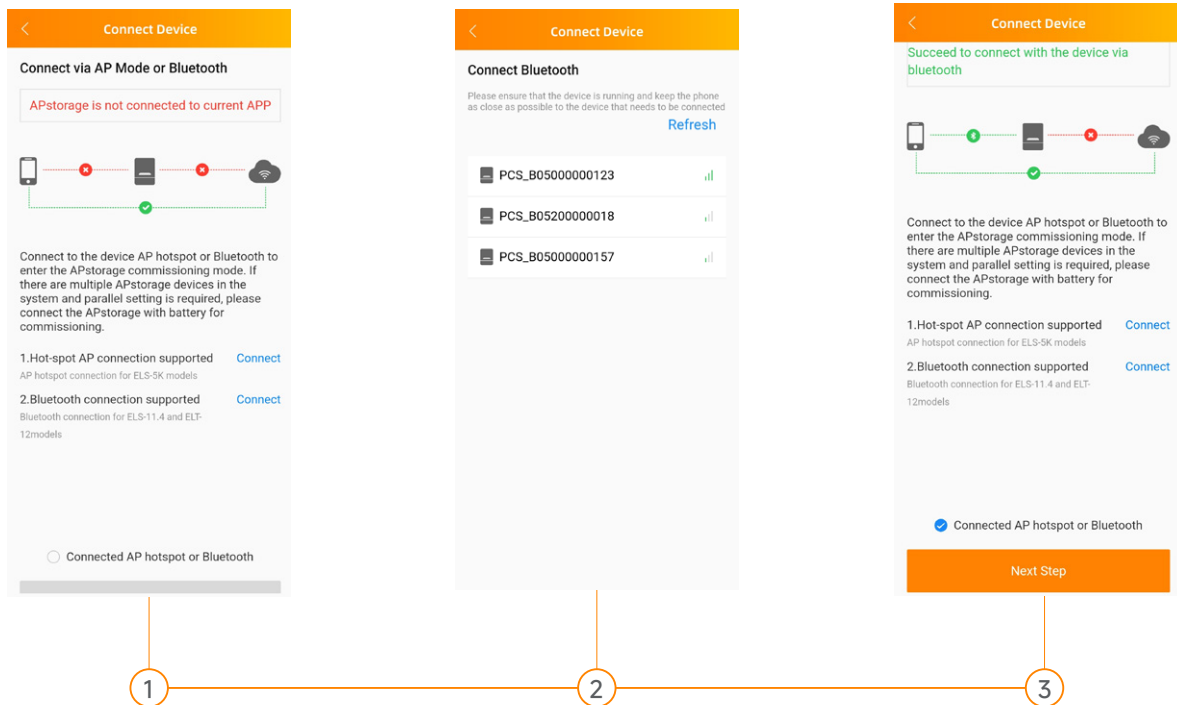 Connect Device
Connect via AP Mode or Bluetooth
APstorage is not connected to current APP
Connect to the device AP hotspot or Bluetooth to
enter the APstorage commissioning mode. If
there are multiple APstorage devices in the
system and parallel setting is required, please
connect the APstorage with battery for
commissioning.
1.Hot-spot AP connection supported Connect
AP hotspot connection for ELS-5K models
2.Bluetooth connection supported Connect
Bluetooth connection for ELS-11.4 and ELT-
12models
Connected AP hotspot or Bluetooth
1
Connect Device
Connect Bluetooth
Please ensure that the device is running and keep the phone
as close as possible to the device that needs to be connected
Refresh
PCS_B05000000123
PCS_B05200000018
PCS_B05000000157
2
Connect Device
Succeed to connect with the device via
bluetooth
Connect to the device AP hotspot or Bluetooth to
enter the APstorage commissioning mode. If
there are multiple APstorage devices in the
system and parallel setting is required, please
connect the APstorage with battery for
commissioning.
1.Hot-spot AP connection supported Connect
AP hotspot connection for ELS-5K models
2.Bluetooth connection supported Connect
Bluetooth connection for ELS-11.4 and ELT-
12models
Connected AP hotspot or Bluetooth
Next Step
3